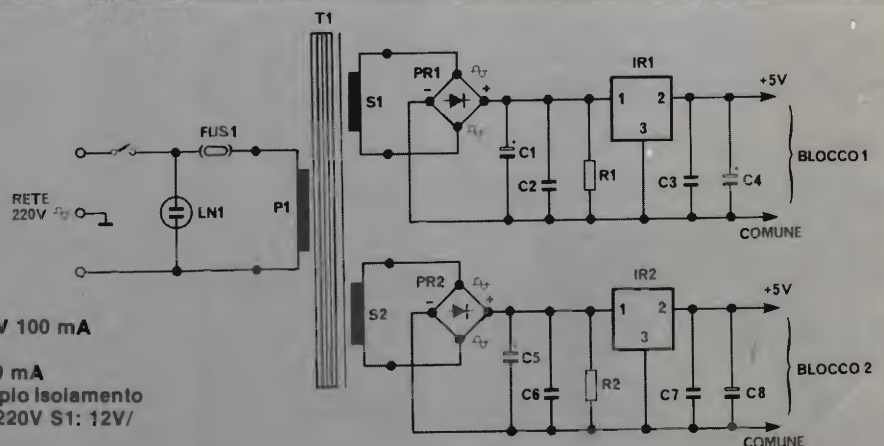 T1
PR1
IR1
+5V
S1
1
2
3
C1
C2
R1
C3
C4
BLOCCO 1
COMUNE
FUS1
RETE
220V
LN1
P1
PR2
IR2
+5V
S2
1
2
3
C5
C6
R2
C7
C8
BLOCCO 2
COMUNE
V 100 mA
mA
Isolamento
220V S1: 12V/